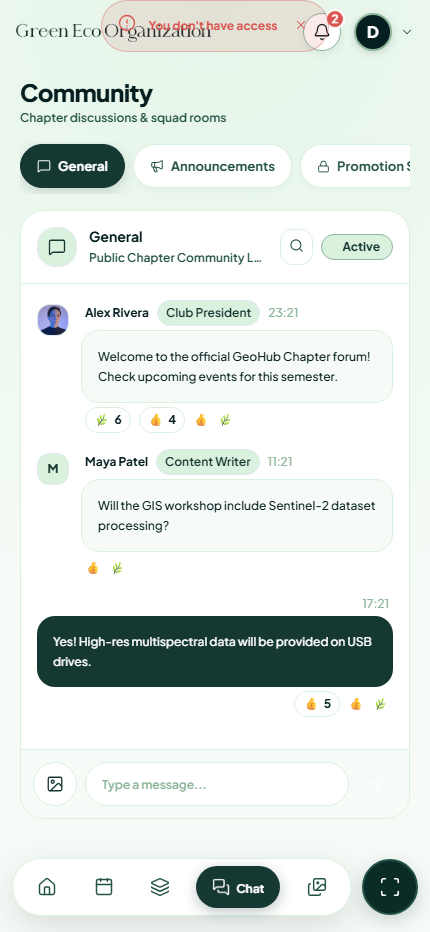 You don't have access
Green Eco Organization
2
D
Community
Chapter discussions & squad rooms
General
Announcements
Promotion S
General
Public Chapter Community L...
Active
Alex Rivera Club President 23:21
Welcome to the official GeoHub Chapter forum!
Check upcoming events for this semester.
6 4
M
Maya Patel Content Writer 11:21
Will the GIS workshop include Sentinel-2 dataset
processing?
17:21
Yes! High-res multispectral data will be provided on USB
drives.
5
Type a message...
Chat